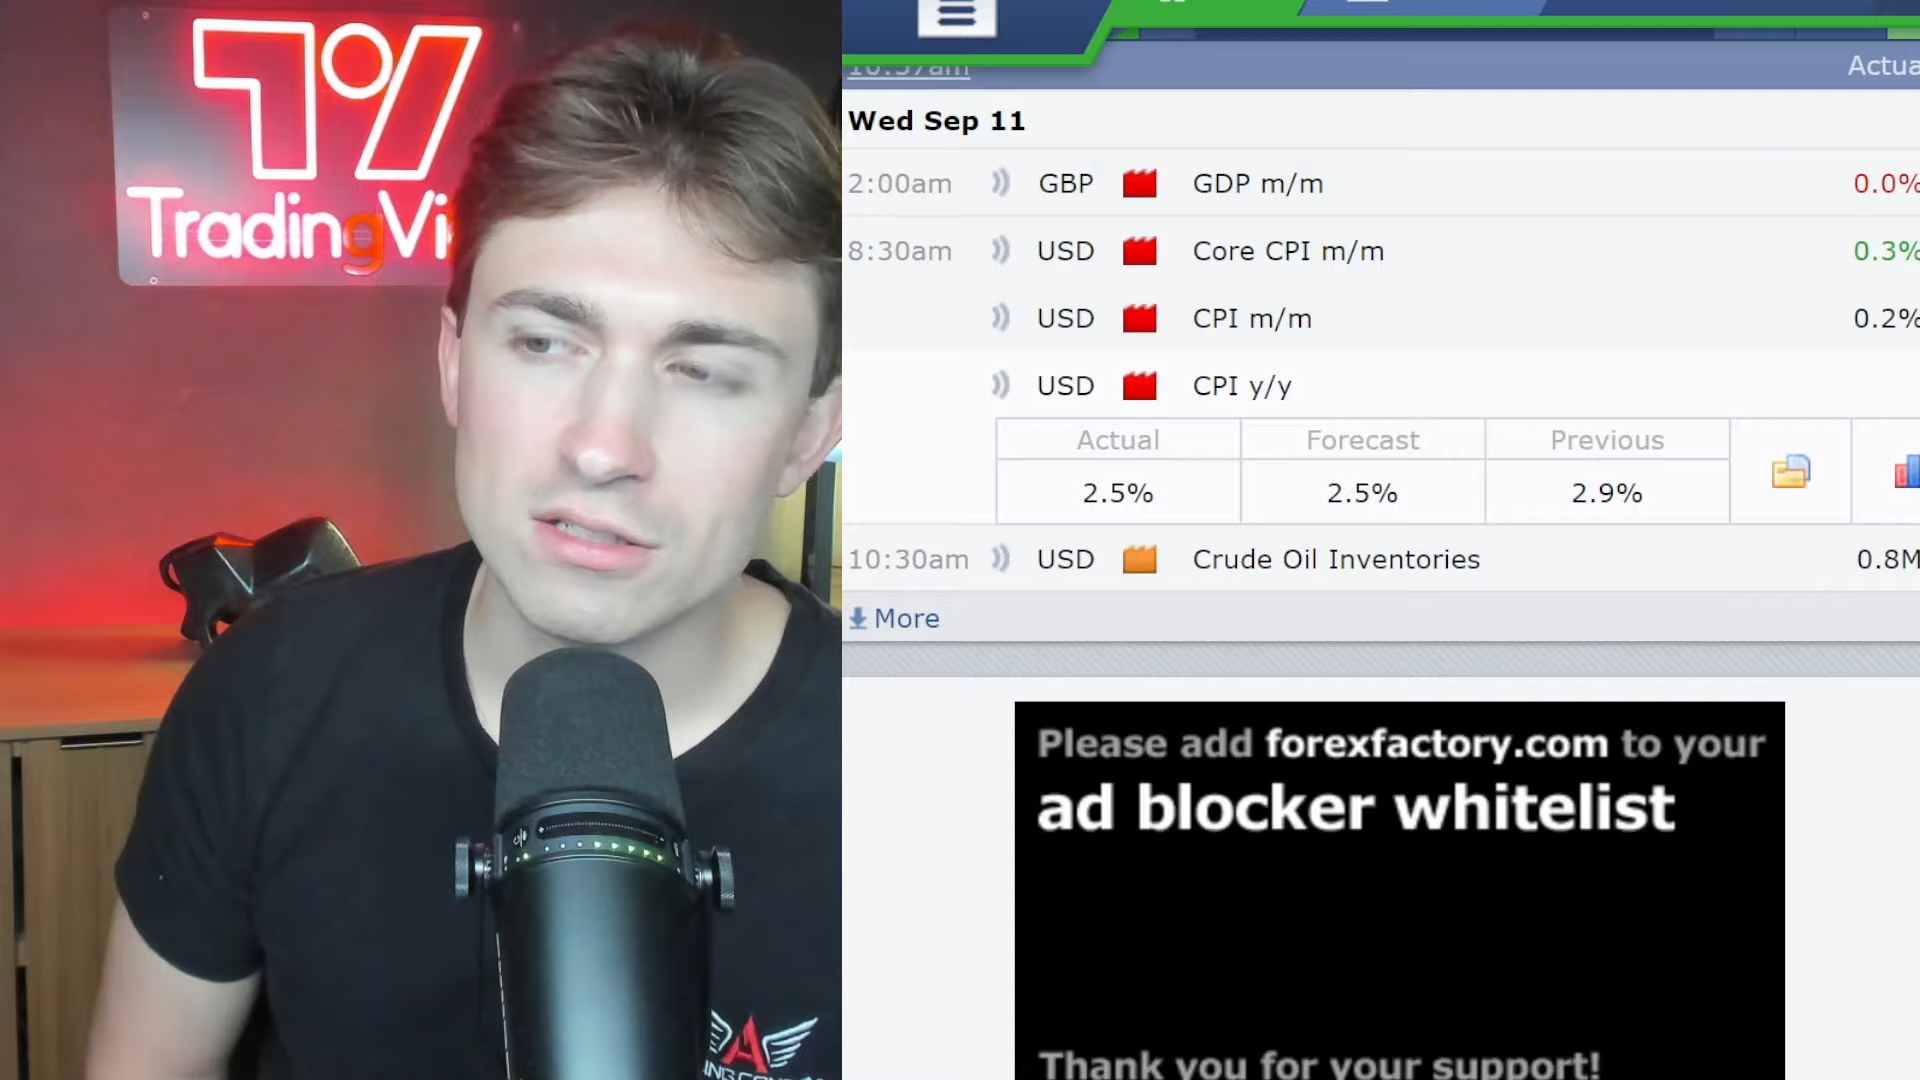 TradingVi
10:37am
Actua
Wed Sep 11
2:00am GBP GDP m/m 0.0%
8:30am USD Core CPI m/m 0.3%
USD CPI m/m 0.2%
USD CPI y/y
Actual Forecast Previous
2.5% 2.5% 2.9%
10:30am USD Crude Oil Inventories 0.8M
More
Please add forexfactory.com to your
ad blocker whitelist
Thank you for your support!
A